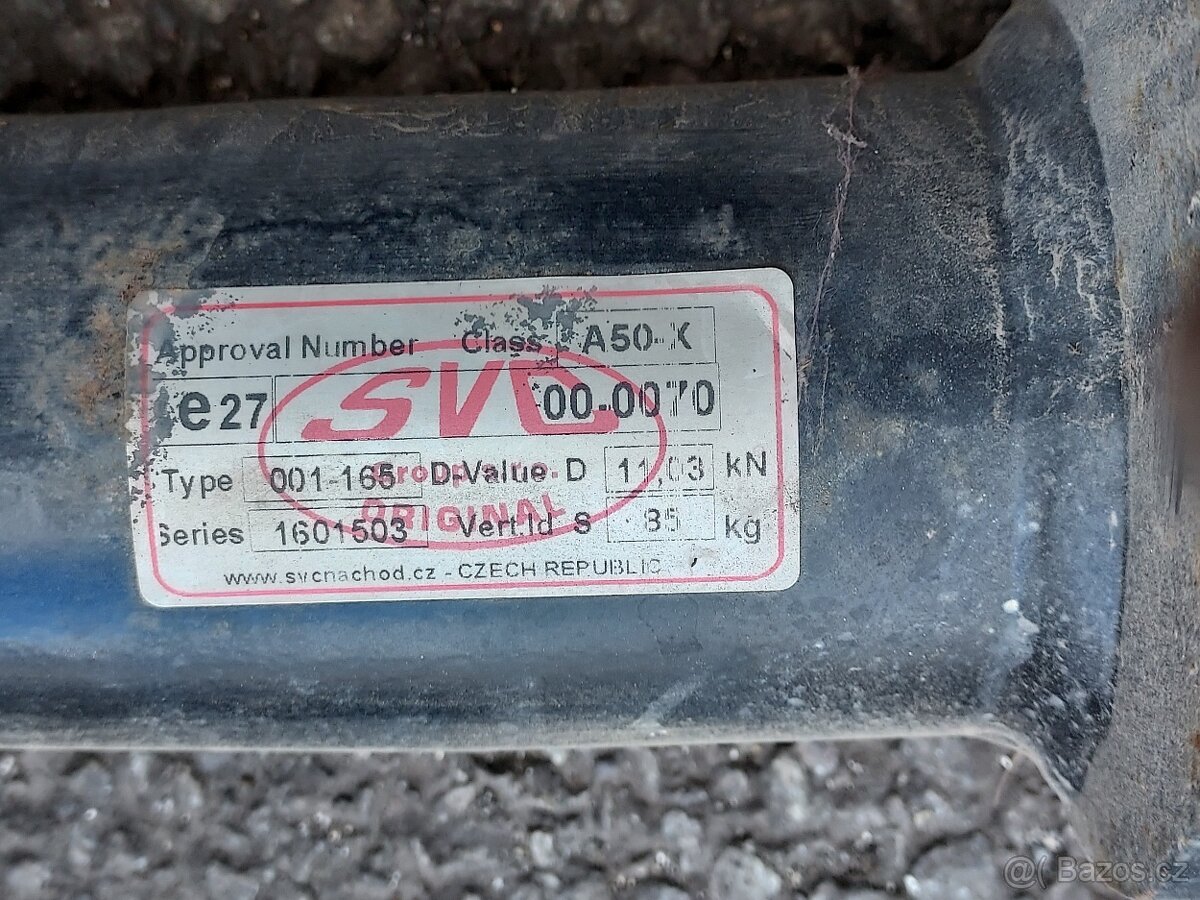 Approval Number Class A50-X
e27 00-0070
SVC
Group s.r.o.
ORIGINAL
Type 001-165 D-Value D 11,03 kN
Series 1601503 Vert.ld S 85 kg
www.svcnachod.cz - CZECH REPUBLIC
@( Bazos.cz